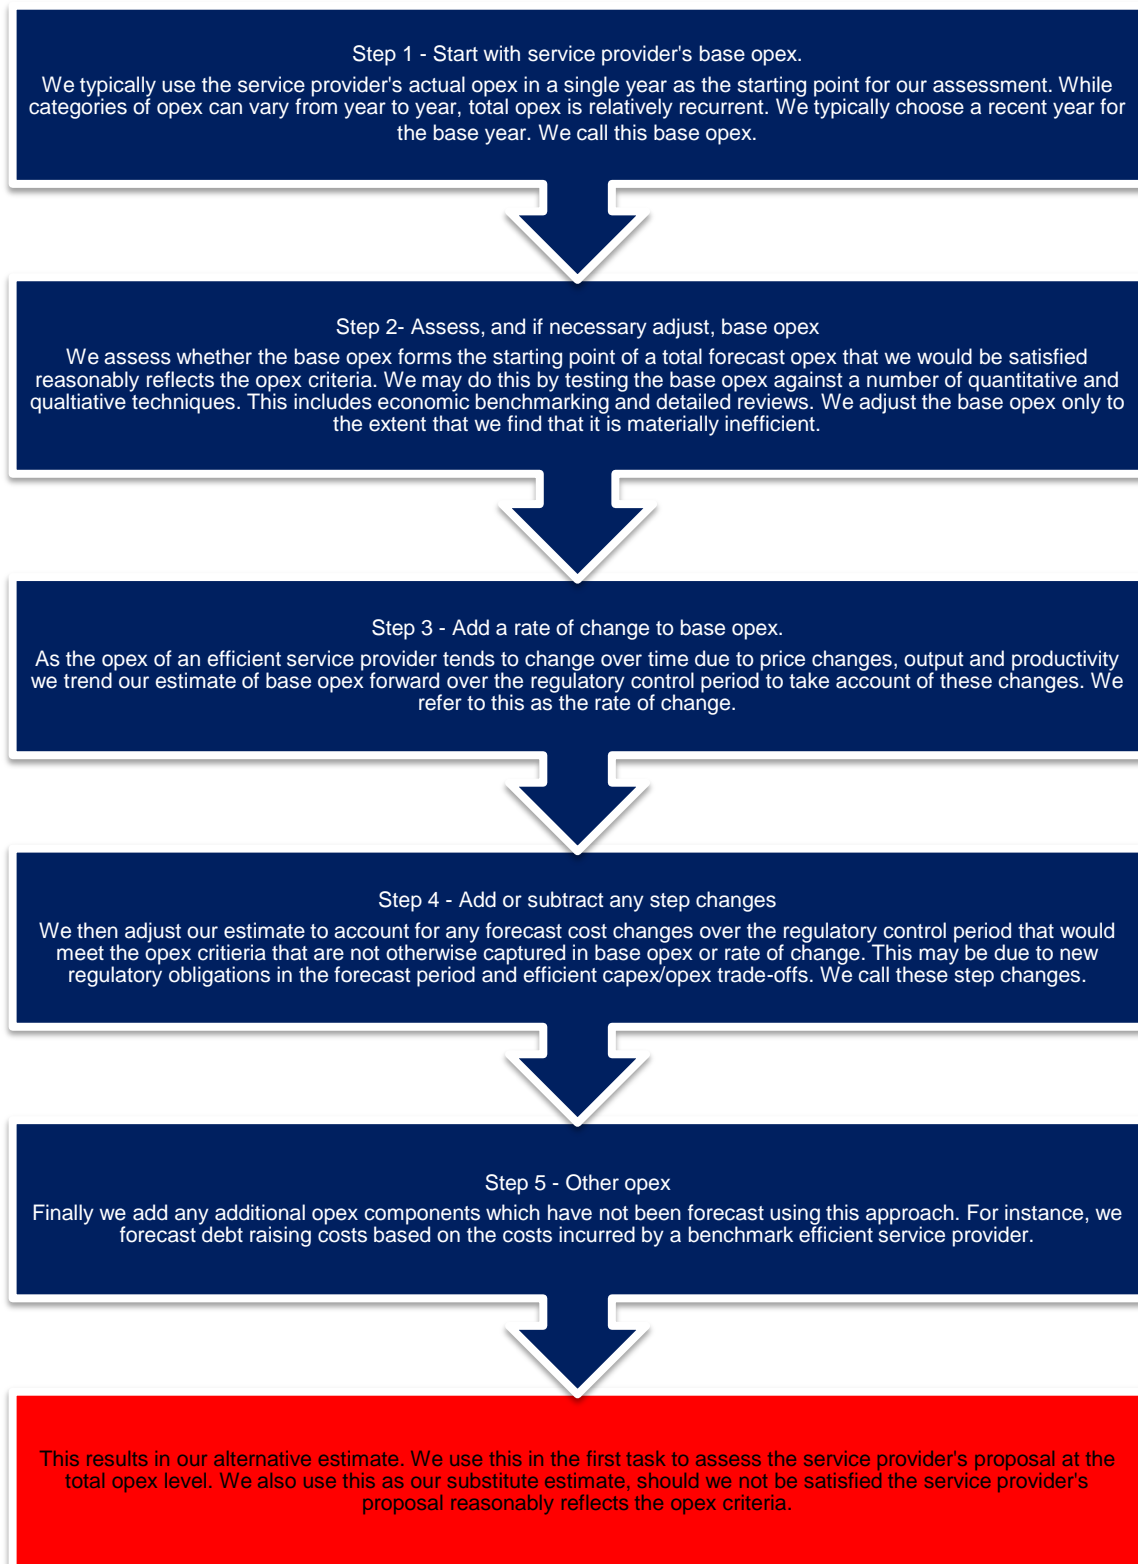 Step 1 - Start with service provider's base opex.
We typically use the service provider's actual opex in a single year as the starting point for our assessment. While
categories of opex can vary from year to year, total opex is relatively recurrent. We typically choose a recent year for
the base year. We call this base opex.
Step 2- Assess, and if necessary adjust, base opex
We assess whether the base opex forms the starting point of a total forecast opex that we would be satisfied
reasonably reflects the opex criteria. We may do this by testing the base opex against a number of quantitative and
qualtiative techniques. This includes economic benchmarking and detailed reviews. We adjust the base opex only to
the extent that we find that it is materially inefficient.
Step 3 - Add a rate of change to base opex.
As the opex of an efficient service provider tends to change over time due to price changes, output and productivity
we trend our estimate of base opex forward over the regulatory control period to take account of these changes. We
refer to this as the rate of change.
Step 4 - Add or subtract any step changes
We then adjust our estimate to account for any forecast cost changes over the regulatory control period that would
meet the opex critieria that are not otherwise captured in base opex or rate of change. This may be due to new
regulatory obligations in the forecast period and efficient capex/opex trade-offs. We call these step changes.
Step 5 - Other opex
Finally we add any additional opex components which have not been forecast using this approach. For instance, we
forecast debt raising costs based on the costs incurred by a benchmark efficient service provider.
This results in our alternative estimate. We use this in the first task to assess the service provider's proposal at the
total opex level. We also use this as our substitute estimate, should we not be satisfied the service provider's
proposal reasonably reflects the opex criteria.